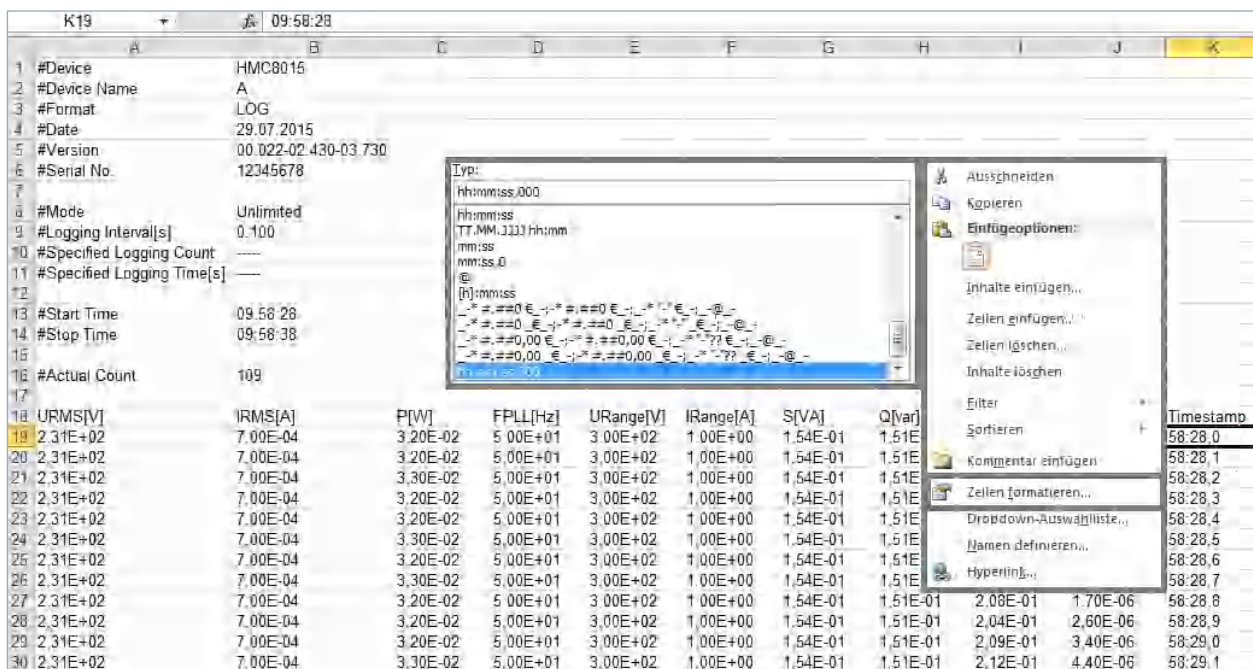 K19 fx 09:58:28
A B C D E F G H I J K
1 #Device HMC8015
2 #Device Name A
3 #Format LOG
4 #Date 29.07.2015
5 #Version 00.022-02.430-03.730
6 #Serial No. 12345678
7
8 #Mode Unlimited
9 #Logging Interval[s] 0.100
10 #Specified Logging Count -----
11 #Specified Logging Time[s] -----
12
13 #Start Time 09:58:28
14 #Stop Time 09:58:38
15
16 #Actual Count 109
17
Typ:
hh:mm:ss,000
hh:mm:ss
TT.MM.JJJJ hh:mm
mm:ss
mm:ss,0
@
[h]:mm:ss
_-* #.##0 €_-;-* #.##0 €_-;_-* "-" €_-;_-@_-
_-* #.##0 _€_-;-* #.##0 _€_-;_-* "-" _€_-;_-@_-
_-* #.##0,00 €_-;-* #.##0,00 €_-;_-* "-"?? €_-;_-@_-
_-* #.##0,00 _€_-;-* #.##0,00 _€_-;_-* "-"?? _€_-;_-@_-
hh:mm:ss,000
Ausschneiden
Kopieren
Einfügeoptionen:
Inhalte einfügen...
Zellen einfügen...
Zellen löschen...
Inhalte löschen
Filter
Sortieren
Kommentar einfügen
Zellen formatieren...
Dropdown-Auswahlliste...
Namen definieren...
Hyperlink...
18 URMS[V] IRMS[A] P[W] FPLL[Hz] URange[V] IRange[A] S[VA] Q[var] Timestamp
19 2,31E+02 7,00E-04 3,20E-02 5,00E+01 3,00E+02 1,00E+00 1,54E-01 1,51E 58:28,0
20 2,31E+02 7,00E-04 3,20E-02 5,00E+01 3,00E+02 1,00E+00 1,54E-01 1,51E 58:28,1
21 2,31E+02 7,00E-04 3,30E-02 5,00E+01 3,00E+02 1,00E+00 1,54E-01 1,51E 58:28,2
22 2,31E+02 7,00E-04 3,20E-02 5,00E+01 3,00E+02 1,00E+00 1,54E-01 1,51E 58:28,3
23 2,31E+02 7,00E-04 3,20E-02 5,00E+01 3,00E+02 1,00E+00 1,54E-01 1,51E 58:28,4
24 2,31E+02 7,00E-04 3,30E-02 5,00E+01 3,00E+02 1,00E+00 1,54E-01 1,51E 58:28,5
25 2,31E+02 7,00E-04 3,20E-02 5,00E+01 3,00E+02 1,00E+00 1,54E-01 1,51E 58:28,6
26 2,31E+02 7,00E-04 3,30E-02 5,00E+01 3,00E+02 1,00E+00 1,54E-01 1,51E 58:28,7
27 2,31E+02 7,00E-04 3,20E-02 5,00E+01 3,00E+02 1,00E+00 1,54E-01 1,51E-01 2,08E-01 1,70E-06 58:28,8
28 2,31E+02 7,00E-04 3,20E-02 5,00E+01 3,00E+02 1,00E+00 1,54E-01 1,51E-01 2,04E-01 2,60E-06 58:28,9
29 2,31E+02 7,00E-04 3,20E-02 5,00E+01 3,00E+02 1,00E+00 1,54E-01 1,51E-01 2,09E-01 3,40E-06 58:29,0
30 2,31E+02 7,00E-04 3,30E-02 5,00E+01 3,00E+02 1,00E+00 1,54E-01 1,51E-01 2,12E-01 4,40E-06 58:29,1